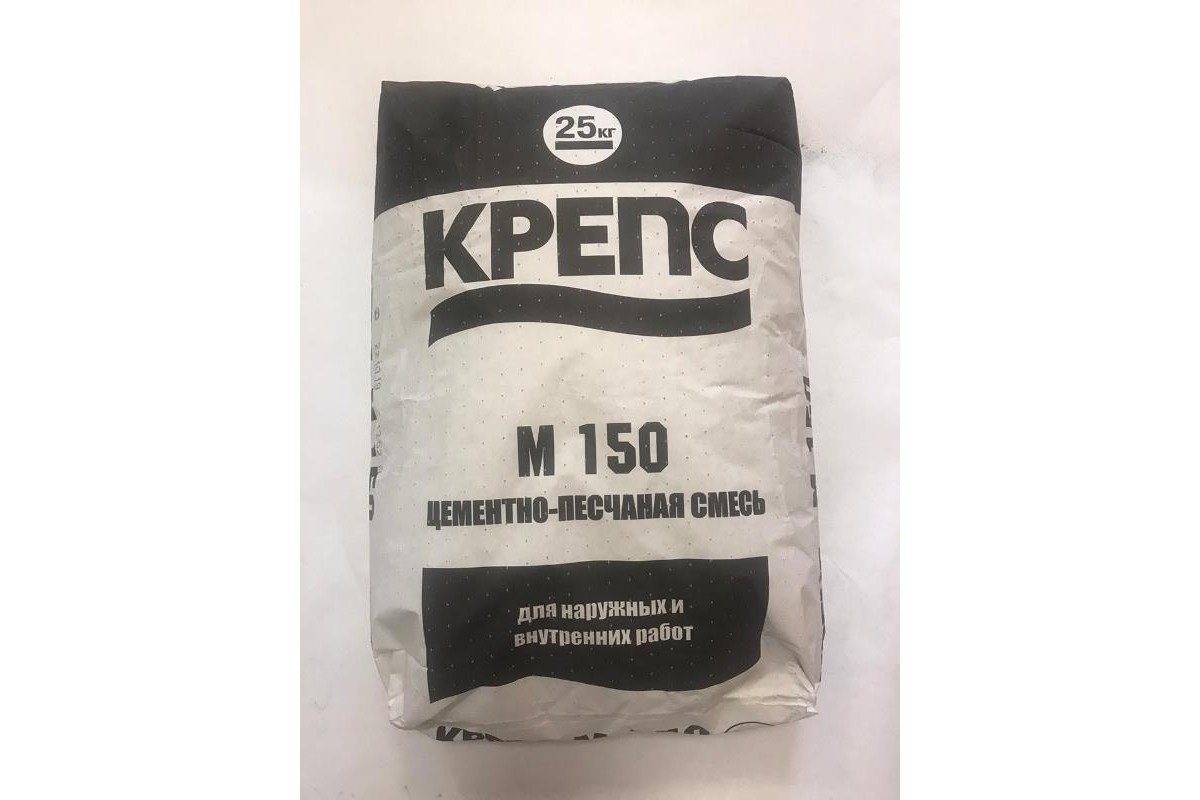 25кг
КРЕПС
М 150
ЦЕМЕНТНО-ПЕСЧАНАЯ СМЕСЬ
для наружных и
внутренних работ